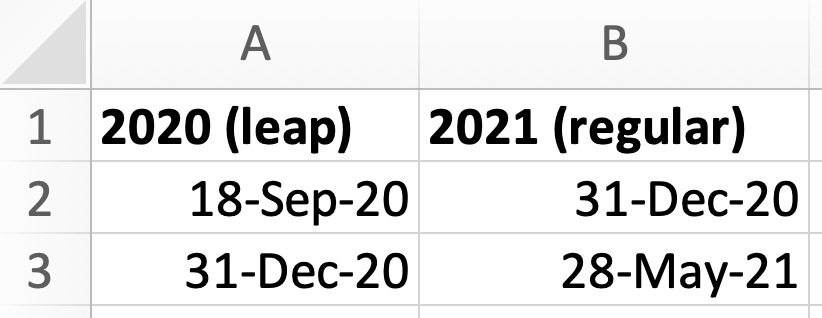 A B
1 2020 (leap) 2021 (regular)
2 18-Sep-20 31-Dec-20
3 31-Dec-20 28-May-21